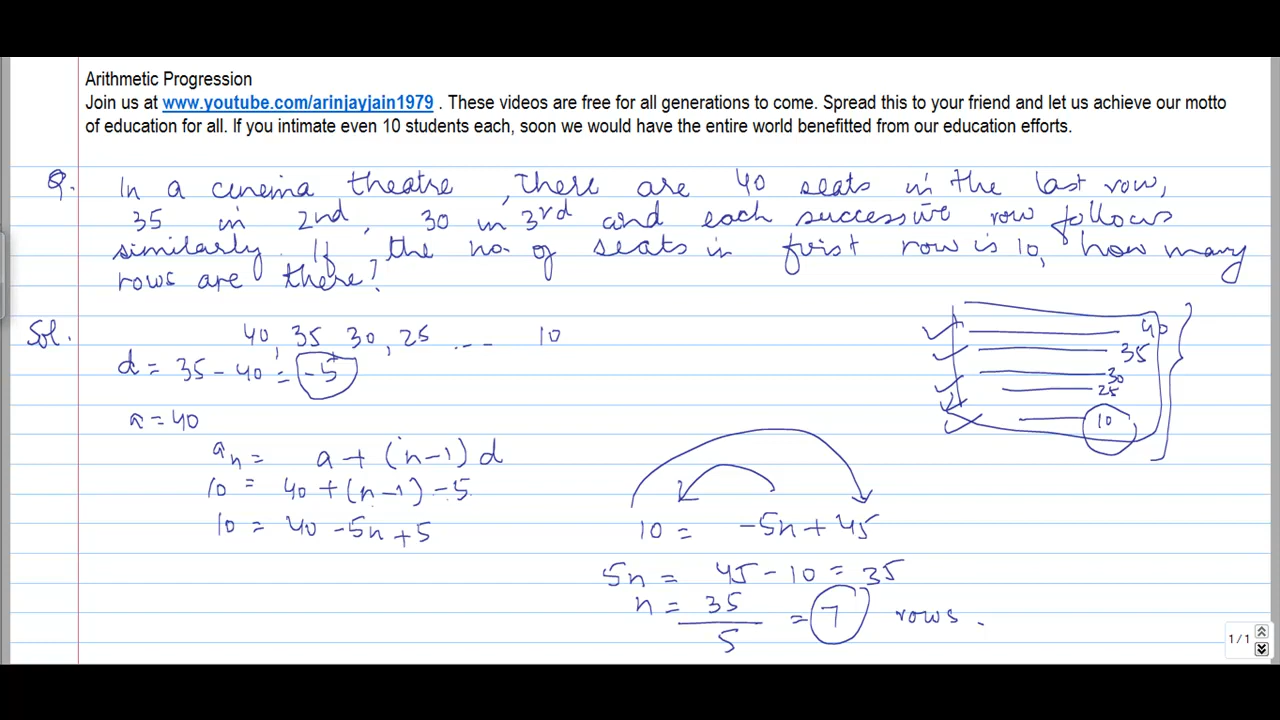 Arithmetic Progression
Join us at www.youtube.com/arinjayjain1979 . These videos are free for all generations to come. Spread this to your friend and let us achieve our motto
of education for all. If you intimate even 10 students each, soon we would have the entire world benefitted from our education efforts.
Q. In a cinema theatre, there are 40 seats in the last row,
35 in 2nd, 30 in 3rd and each successive row follows
similarly. If the no. of seats in first row is 10, how many
rows are there?
Sol. 40, 35, 30, 25 ... 10
d = 35 - 40 = -5
a = 40
aₙ = a + (n-1) d
10 = 40 + (n-1) -5
10 = 40 - 5n + 5
40
35
30
25
10
10 = -5n + 45
5n = 45 - 10 = 35
n = 35/5 = 7 rows.
1/1